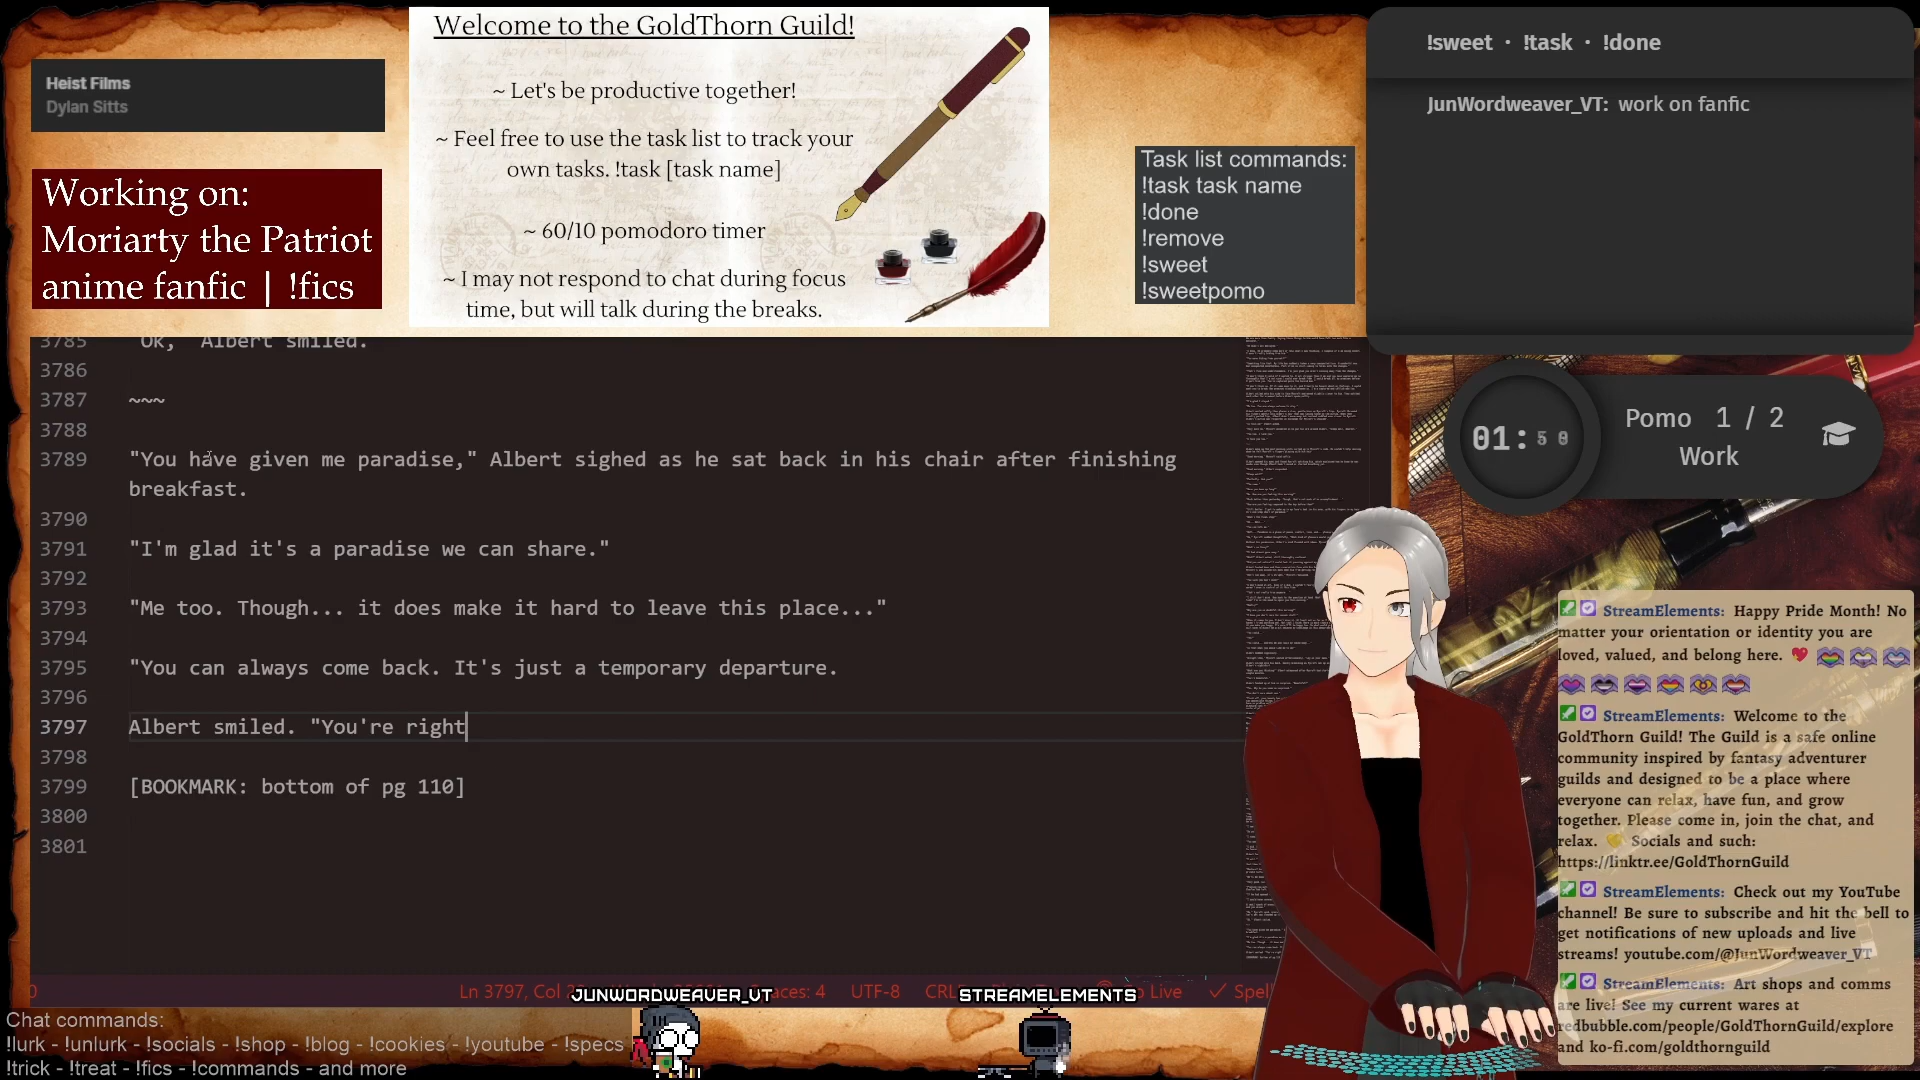 Heist Films
Dylan Sitts
Working on:
Moriarty the Patriot
anime fanfic | !fics
Welcome to the GoldThorn Guild!
~ Let's be productive together!
~ Feel free to use the task list to track your
own tasks. !task [task name]
~ 60/10 pomodoro timer
~ I may not respond to chat during focus
time, but will talk during the breaks.
Task list commands:
!task task name
!done
!remove
!sweet
!sweetpomo
!sweet · !task · !done
JunWordweaver_VT: work on fanfic
01:50
Pomo 1 / 2
Work
3785 Ok, Albert smiled.
3786
3787 ~~~
3788
3789 "You have given me paradise," Albert sighed as he sat back in his chair after finishing
breakfast.
3790
3791 "I'm glad it's a paradise we can share."
3792
3793 "Me too. Though... it does make it hard to leave this place..."
3794
3795 "You can always come back. It's just a temporary departure.
3796
3797 Albert smiled. "You're right
3798
3799 [BOOKMARK: bottom of pg 110]
3800
3801
Ln 3797, Col Spaces: 4 UTF-8 CRL Live Spell
JUNWORDWEAVER_VT
STREAMELEMENTS
Chat commands:
!lurk - !unlurk - !socials - !shop - !blog - !cookies - !youtube - !specs
!trick - !treat - !fics - !commands - and more
StreamElements: Happy Pride Month! No
matter your orientation or identity you are
loved, valued, and belong here.
StreamElements: Welcome to the
GoldThorn Guild! The Guild is a safe online
community inspired by fantasy adventurer
guilds and designed to be a place where
everyone can relax, have fun, and grow
together. Please come in, join the chat, and
relax. Socials and such:
https://linktr.ee/GoldThornGuild
StreamElements: Check out my YouTube
channel! Be sure to subscribe and hit the bell to
get notifications of new uploads and live
streams! youtube.com/@JunWordweaver_VT
StreamElements: Art shops and comms
are live! See my current wares at
redbubble.com/people/GoldThornGuild/explore
and ko-fi.com/goldthornguild